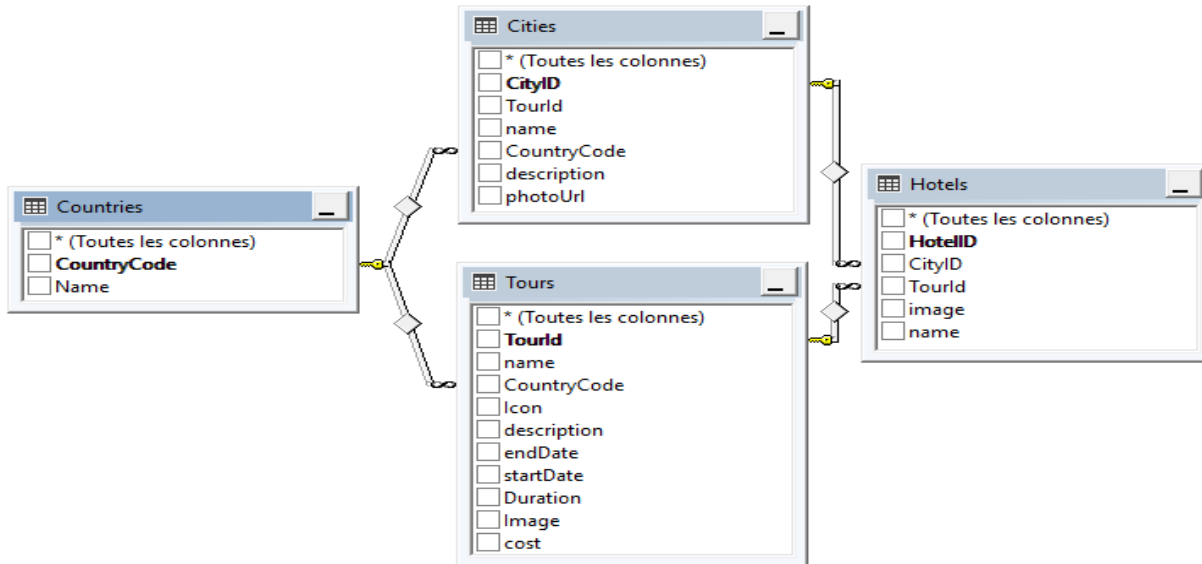 Cities
* (Toutes les colonnes)
CityID
TourId
name
CountryCode
description
photoUrl
Countries
* (Toutes les colonnes)
CountryCode
Name
Tours
* (Toutes les colonnes)
TourId
name
CountryCode
Icon
description
endDate
startDate
Duration
Image
cost
Hotels
* (Toutes les colonnes)
HotelID
CityID
TourId
image
name